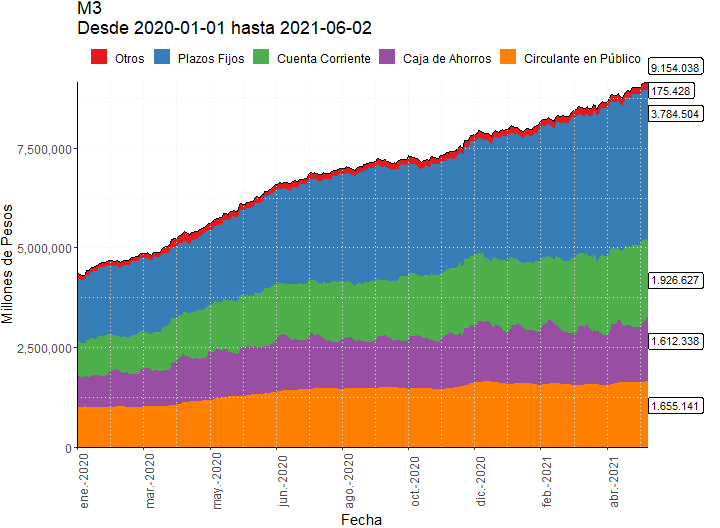 M3
Desde 2020-01-01 hasta 2021-06-02
Otros Plazos Fijos Cuenta Corriente Caja de Ahorros Circulante en Público
9.154.038
175.428
3.784.504
1.926.627
1.612.338
1.655.141
Millones de Pesos
7,500,000
5,000,000
2,500,000
0
ene.-2020 mar.-2020 abr.-2020 jun.-2020 ago.-2020 oct.-2020 dic.-2020 feb.-2021 abr.-2021
Fecha